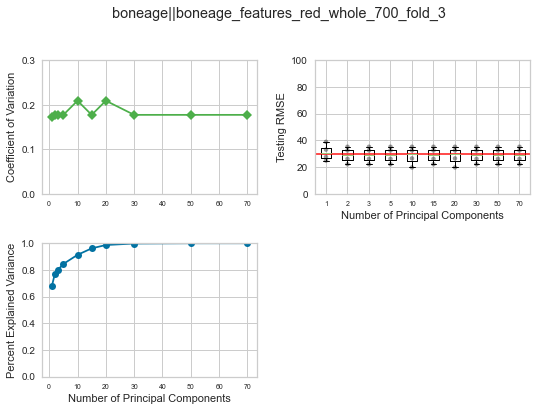 boneage||boneage_features_red_whole_700_fold_3
Coefficient of Variation
0.3
0.2
0.1
0.0
0 10 20 30 40 50 60 70
Testing RMSE
100
80
60
40
20
0
1 2 3 5 10 15 20 30 50 70
Number of Principal Components
Percent Explained Variance
1.0
0.8
0.6
0.4
0.2
0.0
0 10 20 30 40 50 60 70
Number of Principal Components